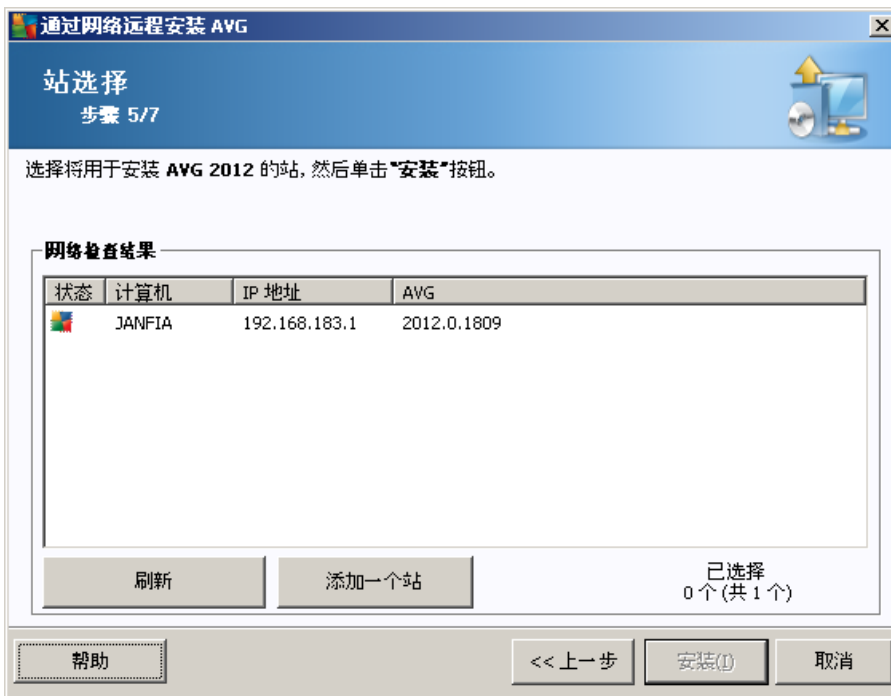 通过网络远程安装 AVG
站选择
步骤 5/7
选择将用于安装 AVG 2012 的站, 然后单击"安装"按钮。
网络检查结果
状态 计算机 IP 地址 AVG
JANFIA 192.168.183.1 2012.0.1809
刷新 添加一个站 已选择
0 个 (共 1 个)
帮助 << 上一步 安装(I) 取消